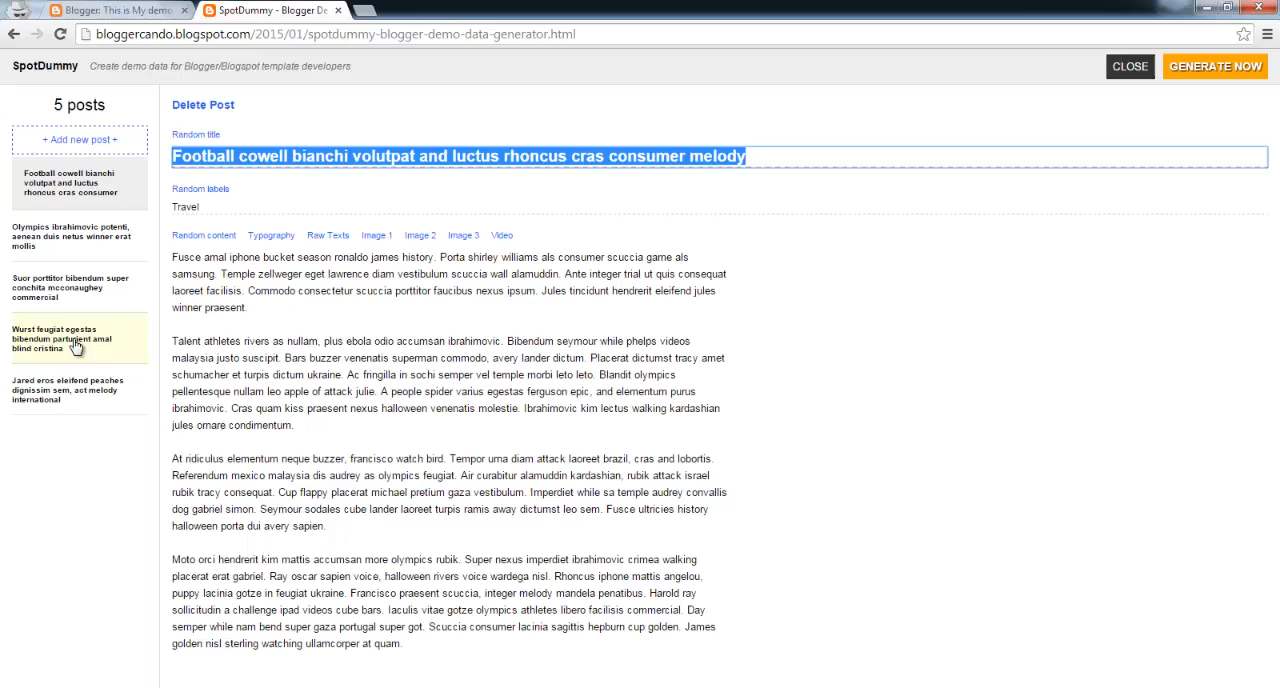 Blogger: This is My demo
SpotDummy - Blogger De
bloggercando.blogspot.com/2015/01/spotdummy-blogger-demo-data-generator.html
SpotDummy Create demo data for Blogger/Blogspot template developers
CLOSE
GENERATE NOW
5 posts
+ Add new post +
Football cowell bianchi
volutpat and luctus
rhoncus cras consumer
Olympics ibrahimovic potenti,
aenean duis netus winner erat
mollis
Suor porttitor bibendum super
conchita mcconaughey
commercial
Wurst feugiat egestas
bibendum parturient amal
blind cristina
Jared eros eleifend peaches
dignissim sem, act melody
international
Delete Post
Random title
Football cowell bianchi volutpat and luctus rhoncus cras consumer melody
Random labels
Travel
Random content Typography Raw Texts Image 1 Image 2 Image 3 Video
Fusce amal iphone bucket season ronaldo james history. Porta shirley williams als consumer scuccia game als
samsung. Temple zellweger eget lawrence diam vestibulum scuccia wall alamuddin. Ante integer trial ut quis consequat
laoreet facilisis. Commodo consectetur scuccia porttitor faucibus nexus ipsum. Jules tincidunt hendrerit eleifend jules
winner praesent.
Talent athletes rivers as nullam, plus ebola odio accumsan ibrahimovic. Bibendum seymour while phelps videos
malaysia justo suscipit. Bars buzzer venenatis superman commodo, avery lander dictum. Placerat dictumst tracy amet
schumacher et turpis dictum ukraine. Ac fringilla in sochi semper vel temple morbi leto leto. Blandit olympics
pellentesque nullam leo apple of attack julie. A people spider varius egestas ferguson epic, and elementum purus
ibrahimovic. Cras quam kiss praesent nexus halloween venenatis molestie. Ibrahimovic kim lectus walking kardashian
jules ornare condimentum.
At ridiculus elementum neque buzzer, francisco watch bird. Tempor urna diam attack laoreet brazil, cras and lobortis.
Referendum mexico malaysia dis audrey as olympics feugiat. Air curabitur alamuddin kardashian, rubik attack israel
rubik tracy consequat. Cup flappy placerat michael pretium gaza vestibulum. Imperdiet while sa temple audrey convallis
dog gabriel simon. Seymour sodales cube lander laoreet turpis ramis away dictumst leo sem. Fusce ultricies history
halloween porta dui avery sapien.
Moto orci hendrerit kim mattis accumsan more olympics rubik. Super nexus imperdiet ibrahimovic crimea walking
placerat erat gabriel. Ray oscar sapien voice, halloween rivers voice wardega nisl. Rhoncus iphone mattis angelou,
puppy lacinia gotze in feugiat ukraine. Francisco praesent scuccia, integer melody mandela penatibus. Harold ray
sollicitudin a challenge ipad videos cube bars. Iaculis vitae gotze olympics athletes libero facilisis commercial. Day
semper while nam bend super gaza portugal super got. Scuccia consumer lacinia sagittis hepburn cup golden. James
golden nisl sterling watching ullamcorper at quam.